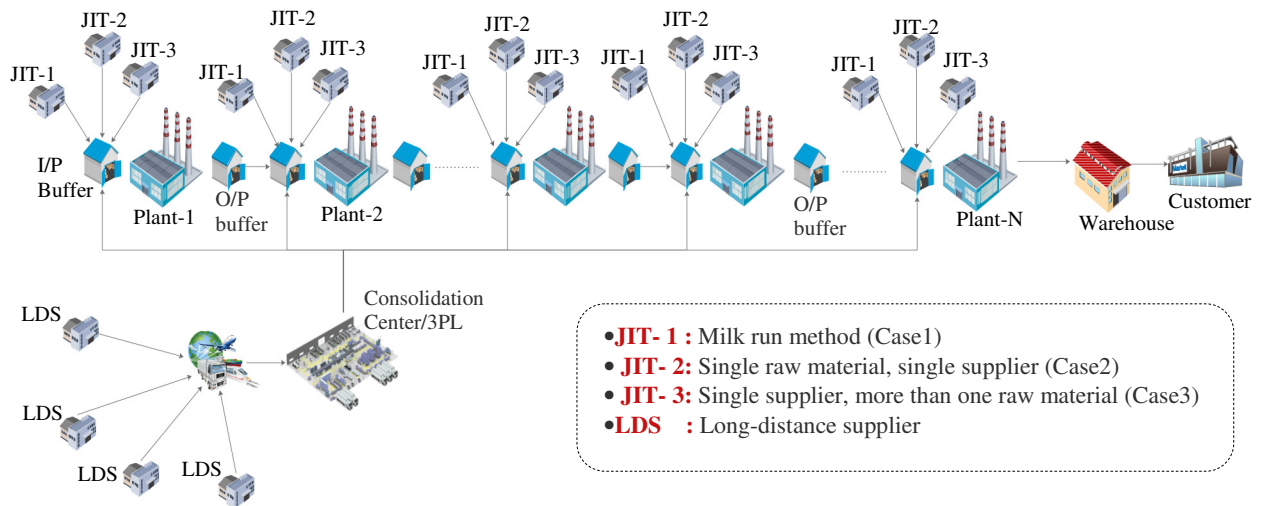 JIT-2
JIT-2
JIT-2
JIT-2
JIT-2
JIT-3
JIT-3
JIT-3
JIT-3
JIT-3
JIT-1
JIT-1
JIT-1
JIT-1
JIT-1
I/P
Buffer
Plant-1
O/P
buffer
Plant-2
O/P
buffer
Plant-N
Warehouse
Market
Customer
LDS
LDS
LDS
LDS
Consolidation
Center/3PL
•JIT- 1 : Milk run method (Case1)
•JIT- 2: Single raw material, single supplier (Case2)
•JIT- 3: Single supplier, more than one raw material (Case3)
•LDS : Long-distance supplier